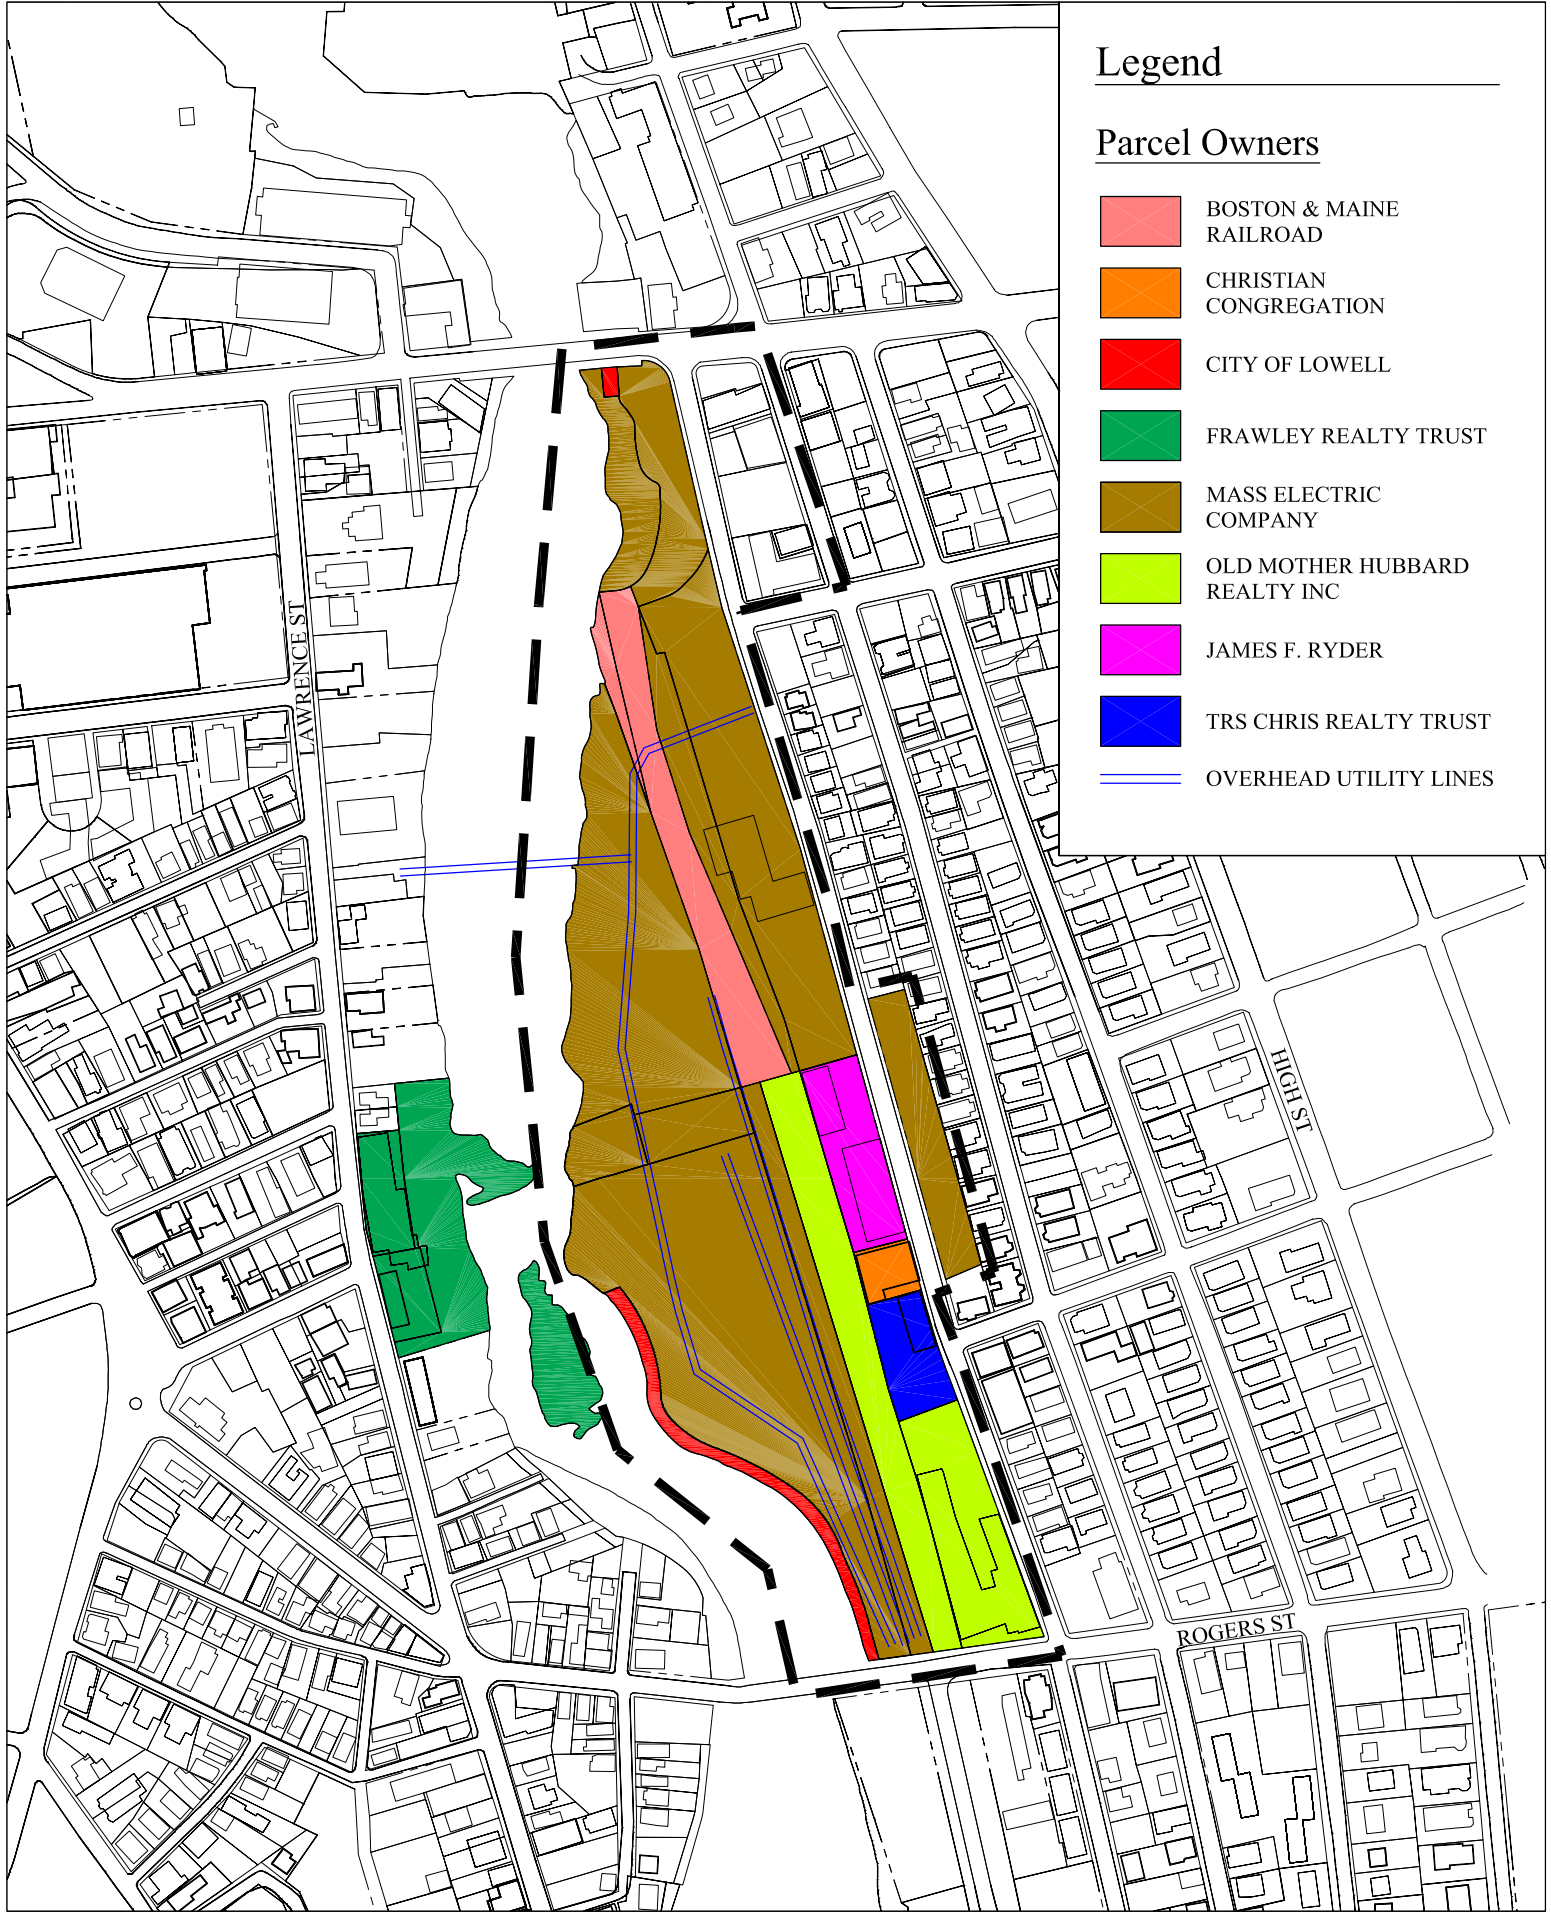 Legend
Parcel Owners
BOSTON & MAINE
RAILROAD
CHRISTIAN
CONGREGATION
CITY OF LOWELL
FRAWLEY REALTY TRUST
MASS ELECTRIC
COMPANY
OLD MOTHER HUBBARD
REALTY INC
JAMES F. RYDER
TRS CHRIS REALTY TRUST
OVERHEAD UTILITY LINES
LAWRENCE ST
HIGH ST
ROGERS ST